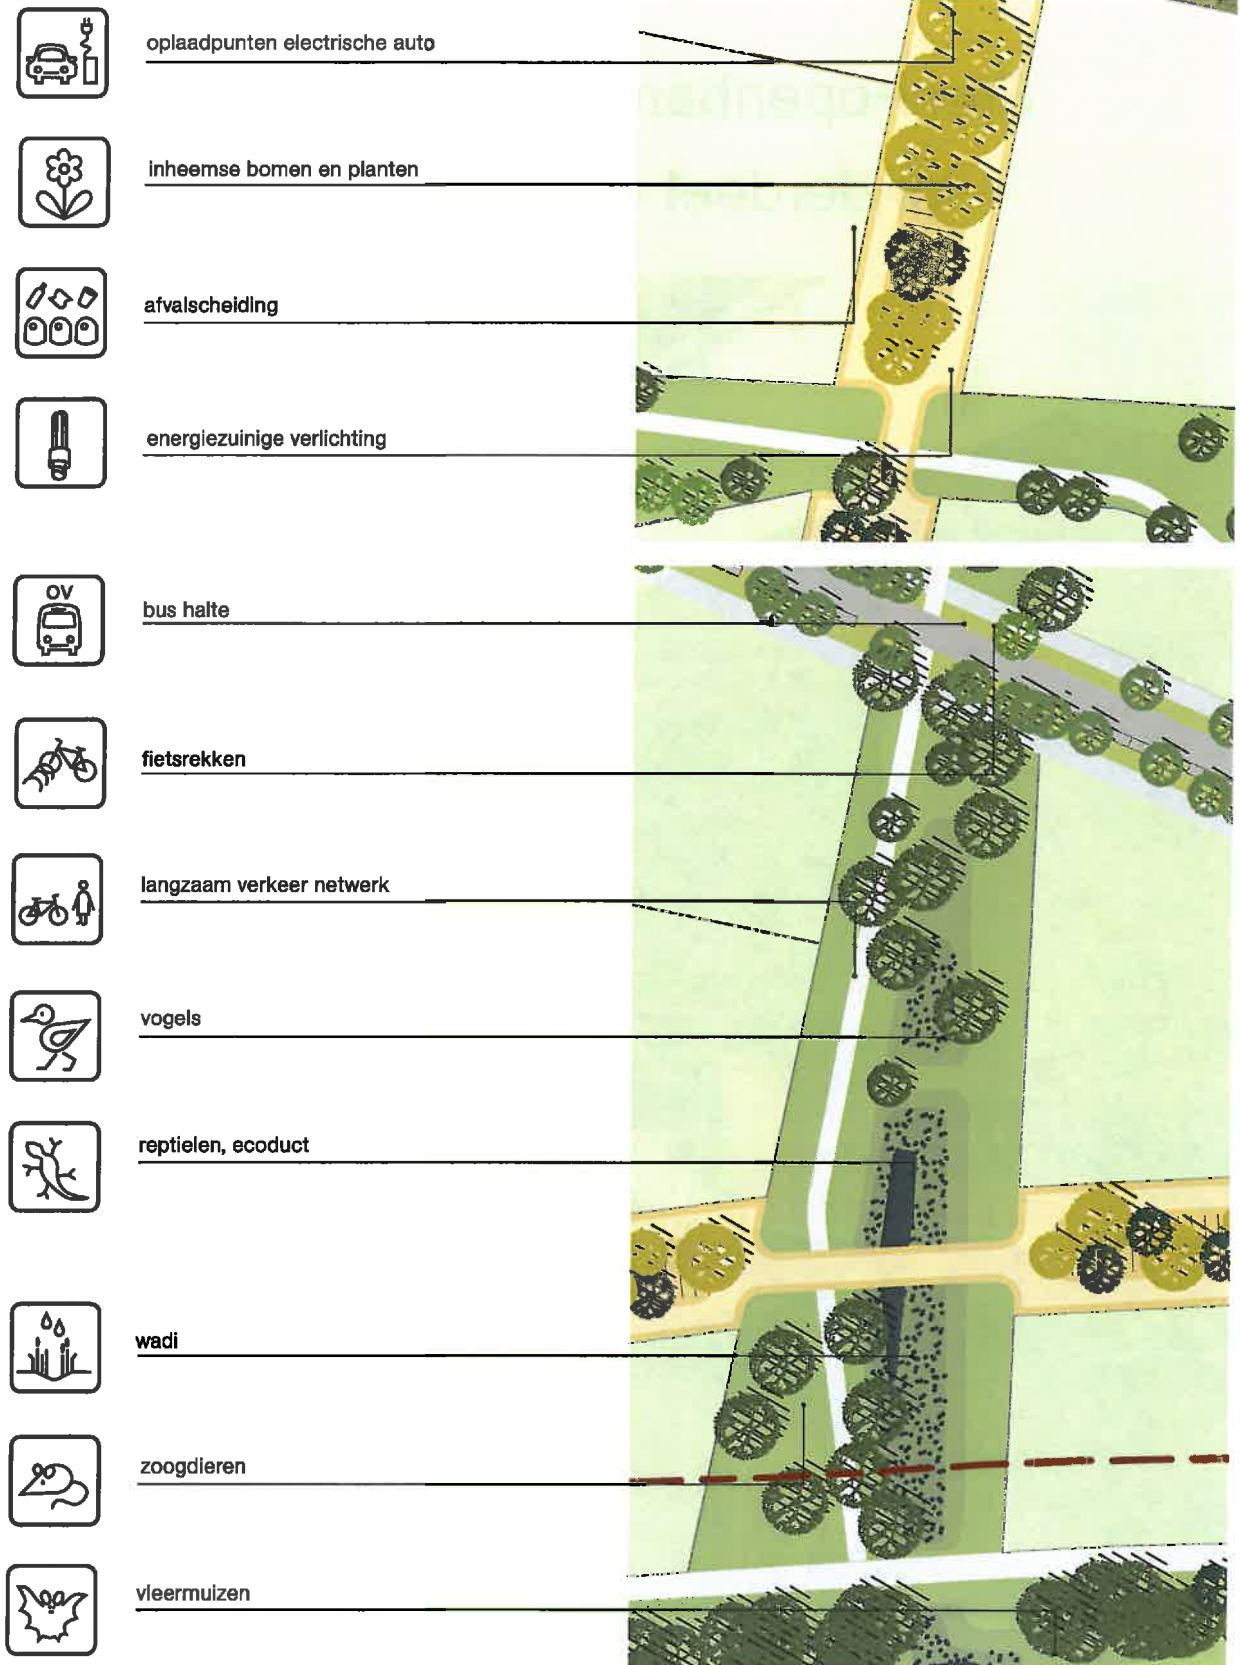 oplaadpunten electrische auto
inheemse bomen en planten
afvalscheiding
energiezuinige verlichting
OV
bus halte
fietsrekken
langzaam verkeer netwerk
vogels
reptielen, ecoduct
wadi
zoogdieren
vleermuizen